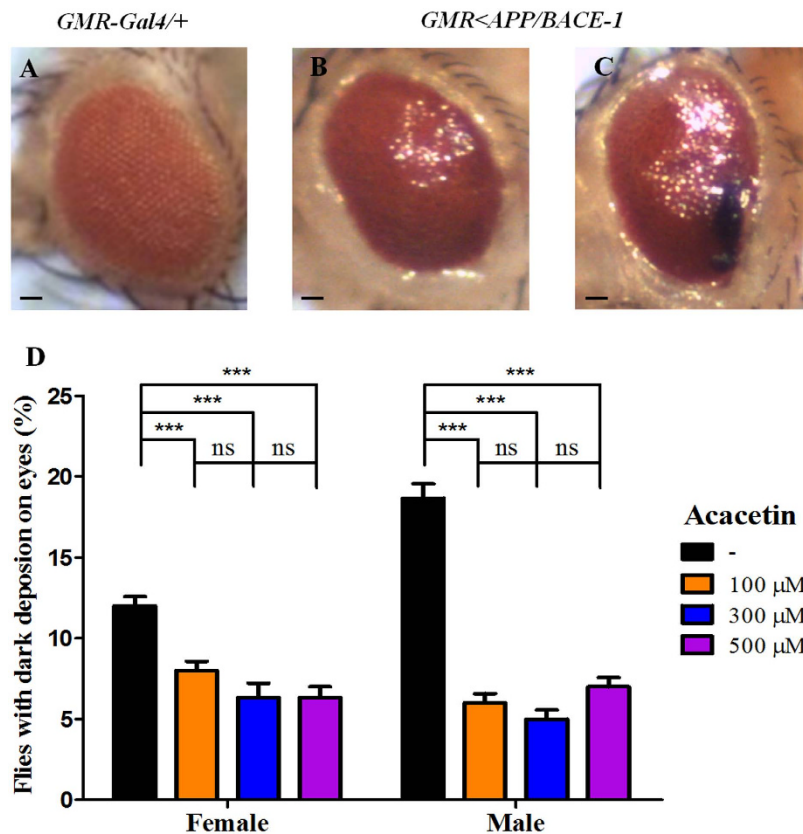 GMR-Gal4/+
GMR<APP/BACE-1
A
B
C
D
Flies with dark deposion on eyes (%)
25
20
15
10
5
0
***
***
***
ns
ns
***
***
***
ns
ns
Female
Male
Acacetin
-
100 µM
300 µM
500 µM